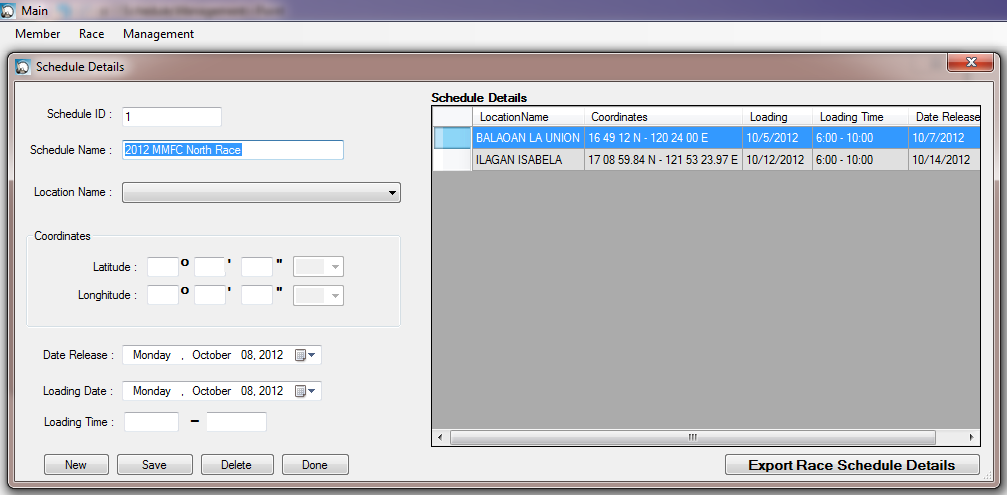 Main
Member Race Management
Schedule Details
Schedule ID : 1
Schedule Name : 2012 MMFC North Race
Location Name :
Coordinates
Latitude : o ' "
Longhitude : o ' "
Date Release : Monday , October 08, 2012
Loading Date : Monday , October 08, 2012
Loading Time : –
New Save Delete Done
Schedule Details
LocationName Coordinates Loading Loading Time Date Release
BALAOAN LA UNION 16 49 12 N - 120 24 00 E 10/5/2012 6:00 - 10:00 10/7/2012
ILAGAN ISABELA 17 08 59.84 N - 121 53 23.97 E 10/12/2012 6:00 - 10:00 10/14/2012
Export Race Schedule Details